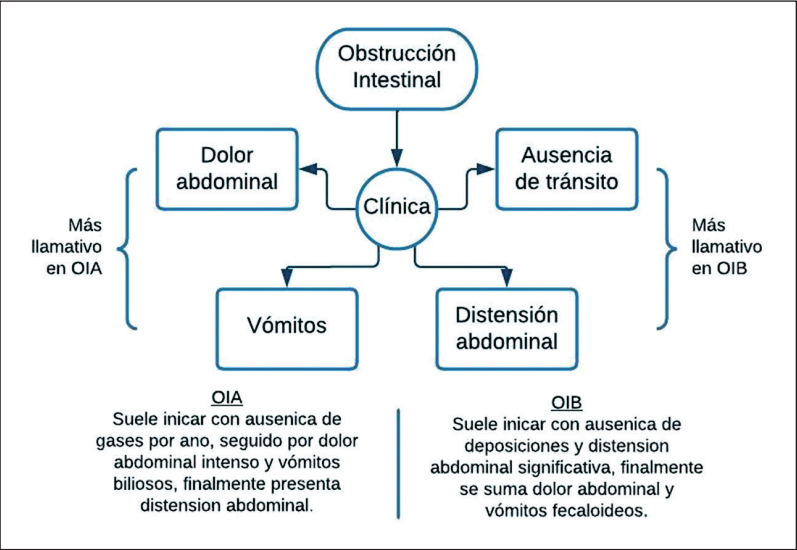 Obstrucción
Intestinal
Dolor
abdominal
Ausencia
de tránsito
Clínica
Más
llamativo
en OIA
Más
llamativo
en OIB
Vómitos
Distensión
abdominal
OIA
Suele inicar con ausenica de
gases por ano, seguido por dolor
abdominal intenso y vómitos
biliosos, finalmente presenta
distension abdominal.
OIB
Suele inicar con ausenica de
deposiciones y distension
abdominal significativa, finalmente
se suma dolor abdominal y
vómitos fecaloideos.